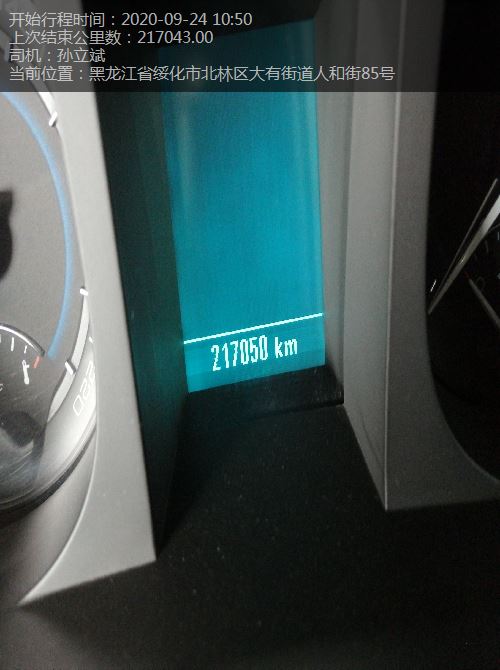 开始行程时间：2020-09-24 10:50
上次结束公里数：217043.00
司机：孙立斌
当前位置：黑龙江省绥化市北林区大有街道人和街85号
217050 km
220